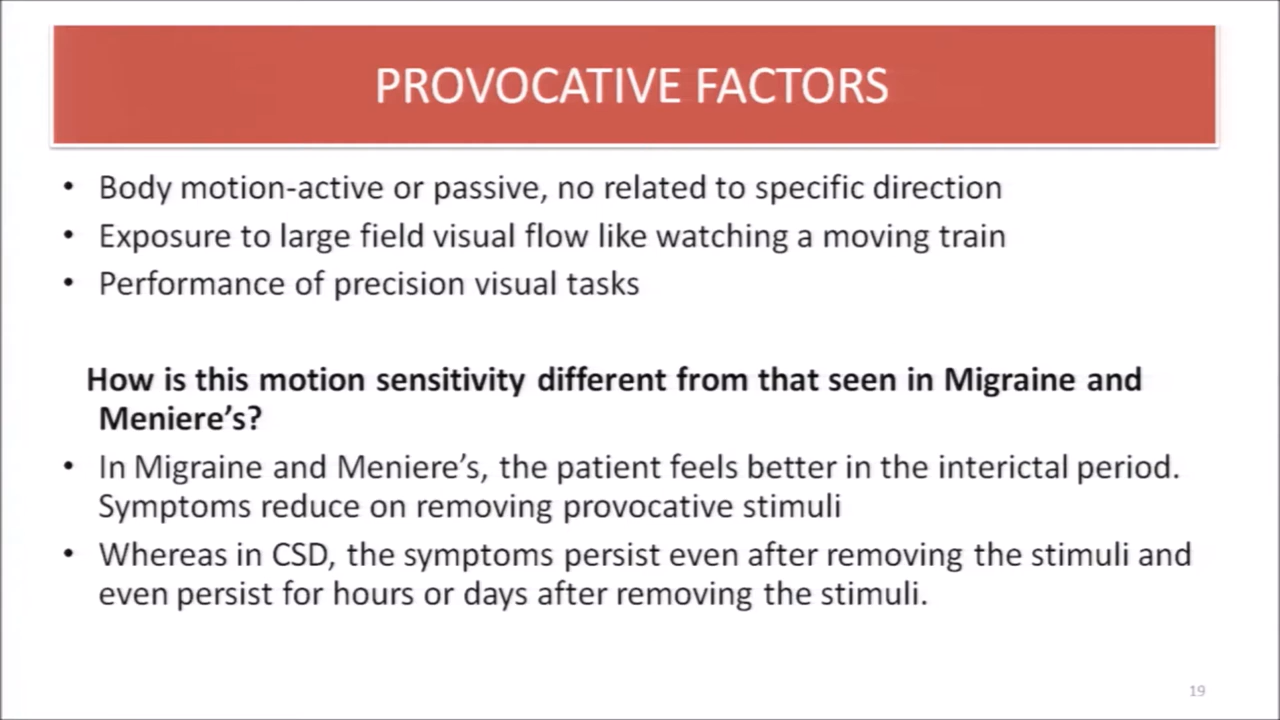 PROVOCATIVE FACTORS
• Body motion-active or passive, no related to specific direction
• Exposure to large field visual flow like watching a moving train
• Performance of precision visual tasks
How is this motion sensitivity different from that seen in Migraine and
Meniere’s?
• In Migraine and Meniere’s, the patient feels better in the interictal period.
Symptoms reduce on removing provocative stimuli
• Whereas in CSD, the symptoms persist even after removing the stimuli and
even persist for hours or days after removing the stimuli.
19